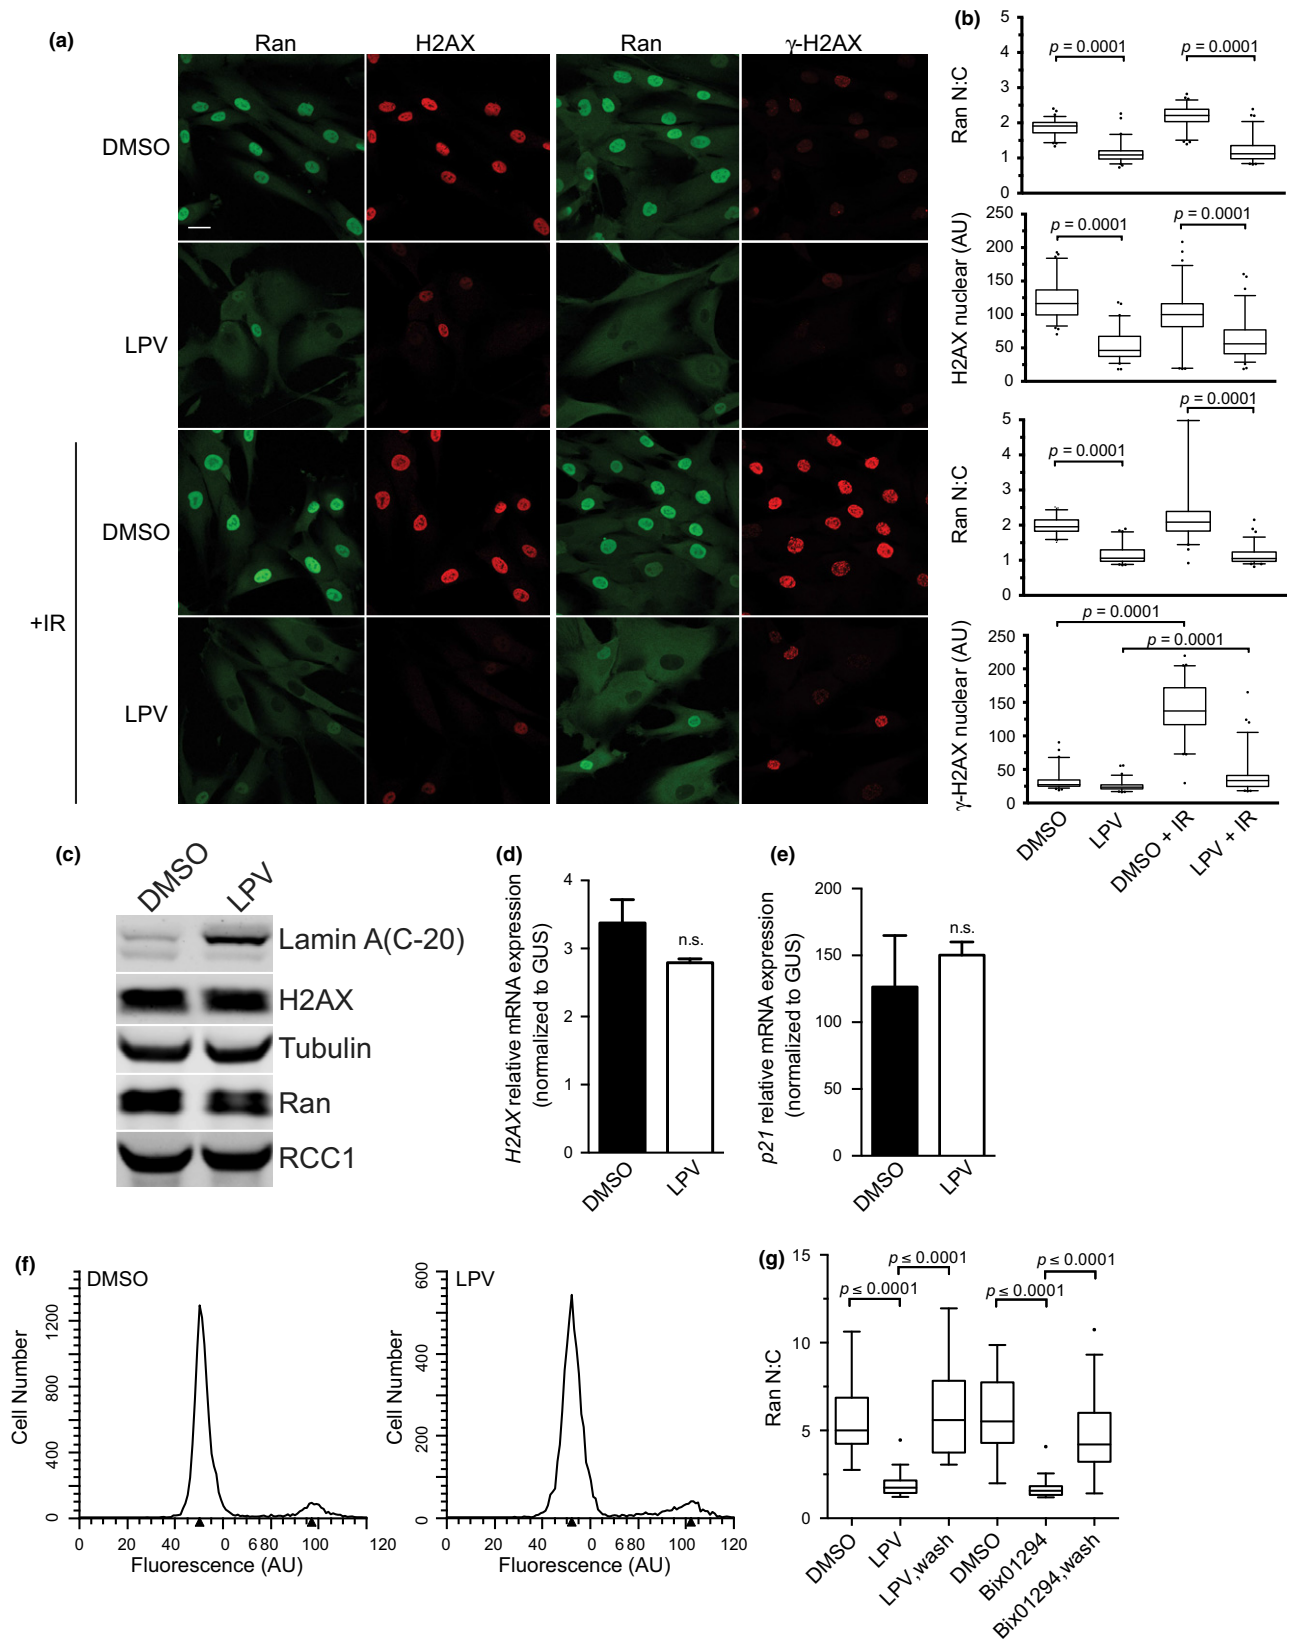 (a)
Ran
H2AX
Ran
γ-H2AX
DMSO
LPV
DMSO
+IR
LPV
(b)
Ran N:C
5
4
3
2
1
0
p = 0.0001
p = 0.0001
H2AX nuclear (AU)
250
200
150
100
50
0
p = 0.0001
p = 0.0001
Ran N:C
5
4
3
2
1
0
p = 0.0001
p = 0.0001
γ-H2AX nuclear (AU)
250
200
150
100
50
0
p = 0.0001
p = 0.0001
DMSO
LPV
DMSO + IR
LPV + IR
(c)
DMSO
LPV
Lamin A(C-20)
H2AX
Tubulin
Ran
RCC1
(d)
H2AX relative mRNA expression
(normalized to GUS)
4
3
2
1
0
n.s.
DMSO
LPV
(e)
p21 relative mRNA expression
(normalized to GUS)
200
150
100
50
0
n.s.
DMSO
LPV
(f)
DMSO
Cell Number
1200
800
400
0
0 20 40 0 680 100 120
Fluorescence (AU)
LPV
Cell Number
600
400
200
0
0 20 40 0 680 100 120
Fluorescence (AU)
(g)
Ran N:C
15
10
5
0
p ≤ 0.0001
p ≤ 0.0001
p ≤ 0.0001
p ≤ 0.0001
DMSO
LPV
LPV,wash
DMSO
Bix01294
Bix01294,wash